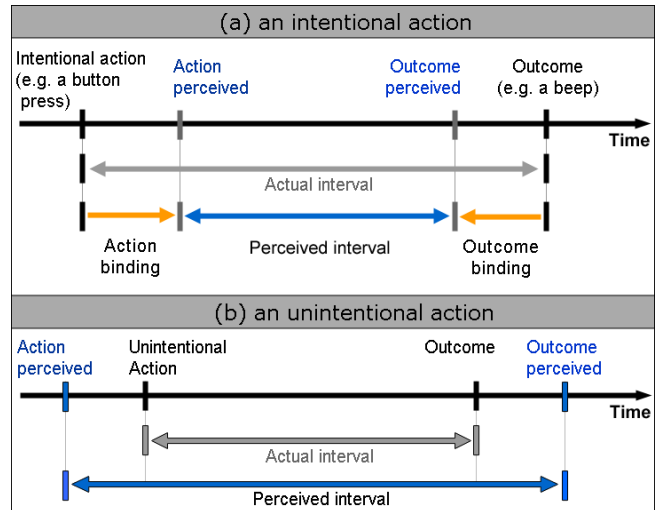 (a) an intentional action
Intentional action
(e.g. a button
press)
Action
perceived
Outcome
perceived
Outcome
(e.g. a beep)
Time
Actual interval
Action
binding
Perceived interval
Outcome
binding
(b) an unintentional action
Action
perceived
Unintentional
Action
Outcome
Outcome
perceived
Time
Actual interval
Perceived interval